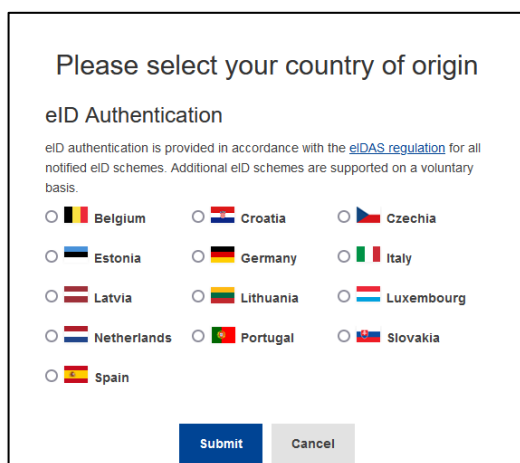 Please select your country of origin
eID Authentication
eID authentication is provided in accordance with the eIDAS regulation for all
notified eID schemes. Additional eID schemes are supported on a voluntary
basis.
Belgium Croatia Czechia
Estonia Germany Italy
Latvia Lithuania Luxembourg
Netherlands Portugal Slovakia
Spain
Submit Cancel